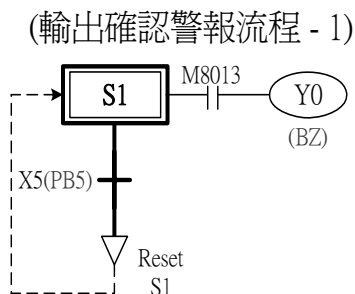 (輸出確認警報流程 - 1)
M8013
S1
Y0
(BZ)
X5(PB5)
Reset
S1